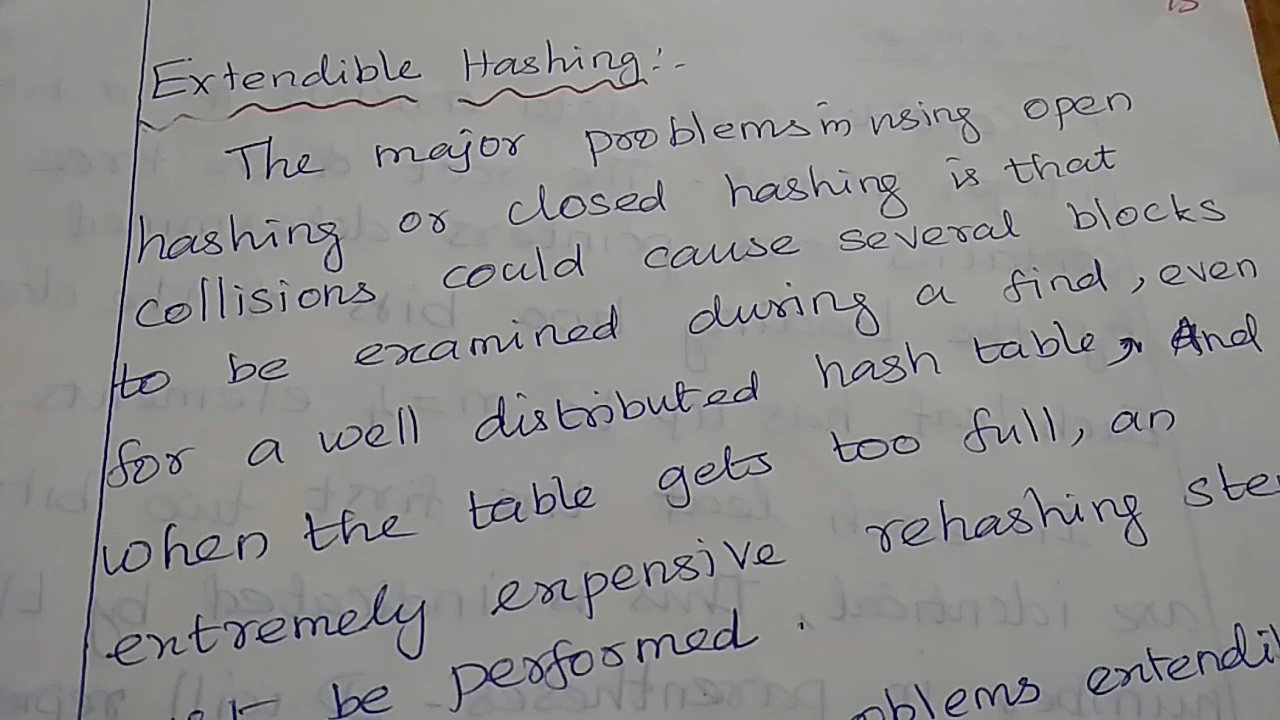 Extendible Hashing:-
The major problems in using open
hashing or closed hashing is that
collisions could cause several blocks
to be examined during a find, even
for a well distributed hash table, And
when the table gets too full, an
extremely expensive rehashing ste
be performed.